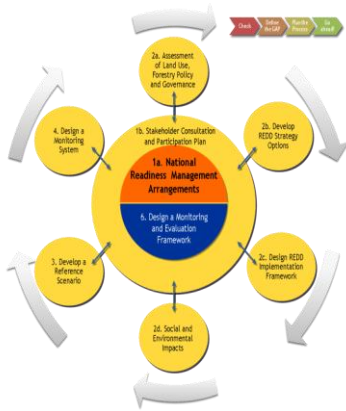 Check
Define
the GAP
Plan the
Process
Go
ahead!
2a. Assessment
of Land Use,
Forestry Policy
and Governance
1b. Stakeholder Consultation
and Participation Plan
4. Design a
Monitoring
System
2b. Develop
REDD Strategy
Options
1a. National
Readiness Management
Arrangements
6. Design a Monitoring
and Evaluation
Framework
3. Develop a
Reference
Scenario
2c. Design REDD
Implementation
Framework
2d. Social and
Environmental
Impacts